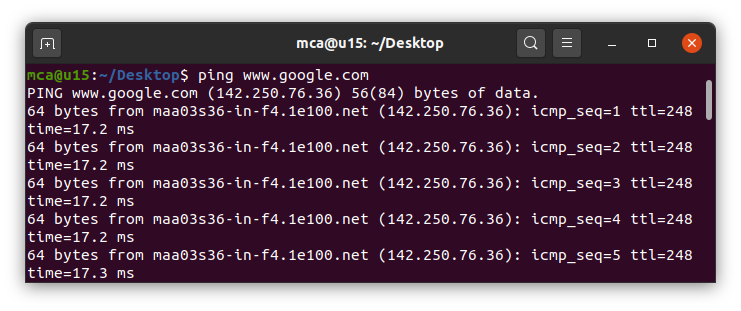 mca@u15: ~/Desktop
mca@u15:~/Desktop$ ping www.google.com
PING www.google.com (142.250.76.36) 56(84) bytes of data.
64 bytes from maa03s36-in-f4.1e100.net (142.250.76.36): icmp_seq=1 ttl=248
time=17.2 ms
64 bytes from maa03s36-in-f4.1e100.net (142.250.76.36): icmp_seq=2 ttl=248
time=17.2 ms
64 bytes from maa03s36-in-f4.1e100.net (142.250.76.36): icmp_seq=3 ttl=248
time=17.2 ms
64 bytes from maa03s36-in-f4.1e100.net (142.250.76.36): icmp_seq=4 ttl=248
time=17.2 ms
64 bytes from maa03s36-in-f4.1e100.net (142.250.76.36): icmp_seq=5 ttl=248
time=17.3 ms